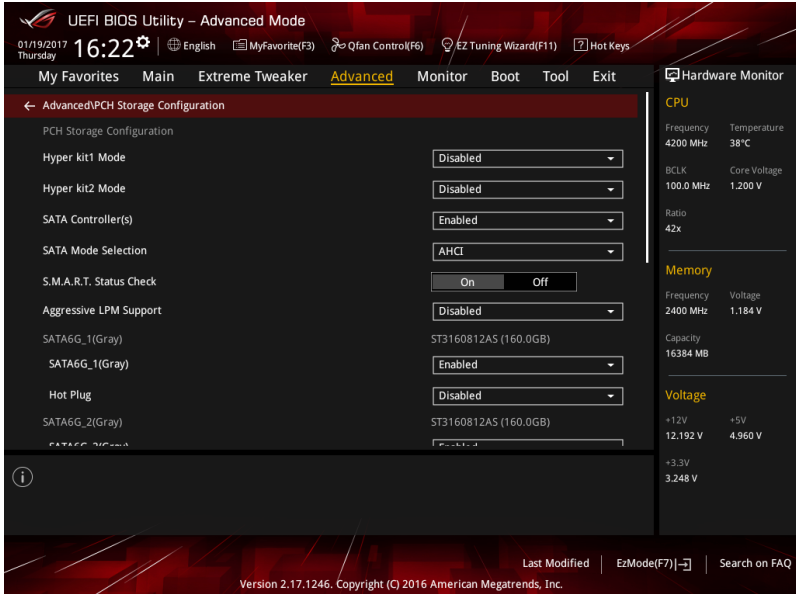 UEFI BIOS Utility – Advanced Mode
01/19/2017 Thursday 16:22 English MyFavorite(F3) Qfan Control(F6) EZ Tuning Wizard(F11) ? Hot Keys
My Favorites Main Extreme Tweaker Advanced Monitor Boot Tool Exit
Hardware Monitor
← Advanced\PCH Storage Configuration
PCH Storage Configuration
Hyper kit1 Mode Disabled
Hyper kit2 Mode Disabled
SATA Controller(s) Enabled
SATA Mode Selection AHCI
S.M.A.R.T. Status Check On Off
Aggressive LPM Support Disabled
SATA6G_1(Gray) ST3160812AS (160.0GB)
SATA6G_1(Gray) Enabled
Hot Plug Disabled
SATA6G_2(Gray) ST3160812AS (160.0GB)
SATA6G_2(Gray) Enabled
CPU
Frequency Temperature
4200 MHz 38°C
BCLK Core Voltage
100.0 MHz 1.200 V
Ratio
42x
Memory
Frequency Voltage
2400 MHz 1.184 V
Capacity
16384 MB
Voltage
+12V +5V
12.192 V 4.960 V
+3.3V
3.248 V
Last Modified EzMode(F7) Search on FAQ
Version 2.17.1246. Copyright (C) 2016 American Megatrends, Inc.